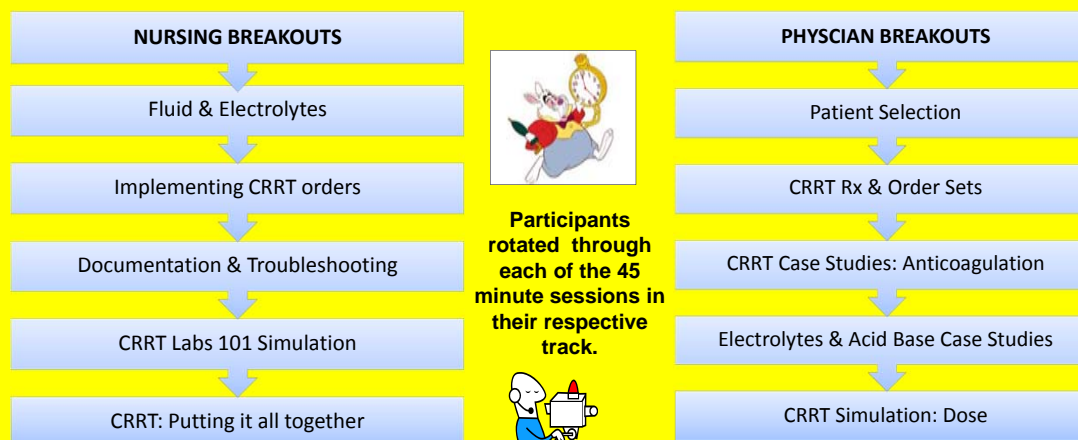 NURSING BREAKOUTS
Fluid & Electrolytes
Implementing CRRT orders
Documentation & Troubleshooting
CRRT Labs 101 Simulation
CRRT: Putting it all together
Participants
rotated through
each of the 45
minute sessions in
their respective
track.
PHYSCIAN BREAKOUTS
Patient Selection
CRRT Rx & Order Sets
CRRT Case Studies: Anticoagulation
Electrolytes & Acid Base Case Studies
CRRT Simulation: Dose